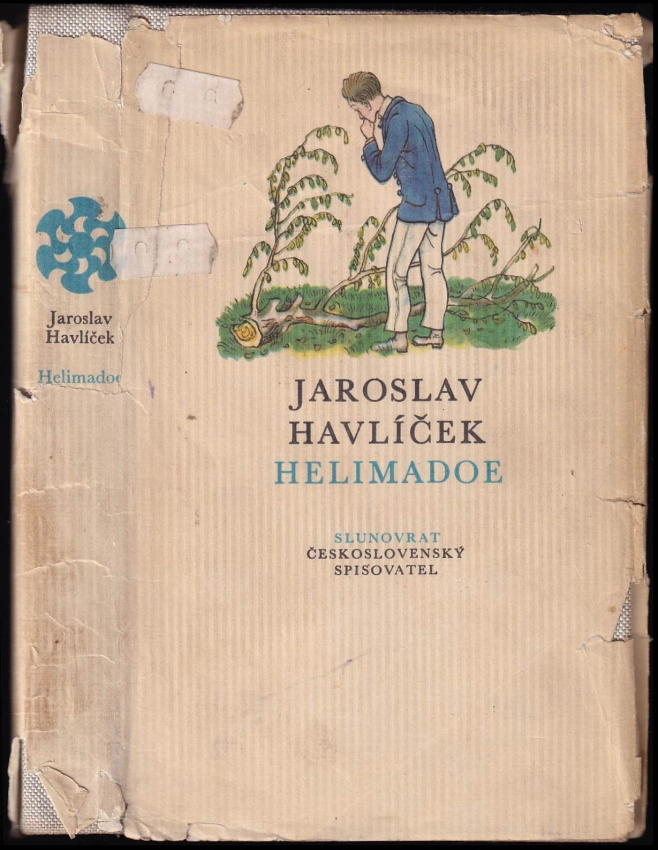 Jaroslav
Havlíček
Helimadoe
JAROSLAV
HAVLÍČEK
HELIMADOE
SLUNOVRAT
ČESKOSLOVENSKÝ
SPISOVATEL